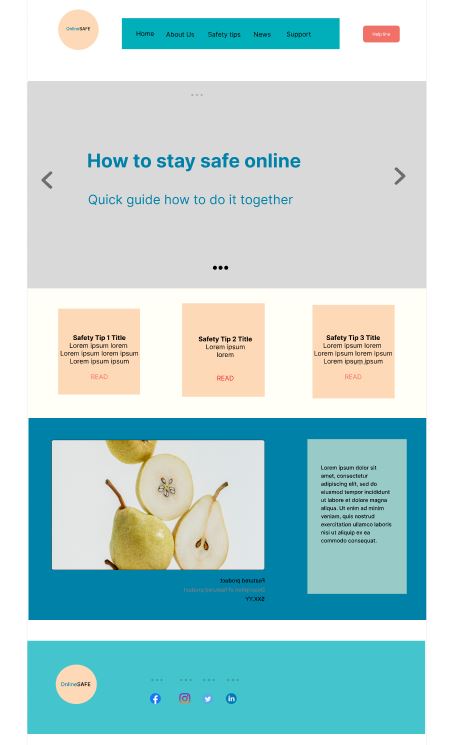 OnlineSAFE
Home About Us Safety tips News Support
Help line
How to stay safe online
Quick guide how to do it together
Safety Tip 1 Title
Lorem ipsum lorem
Lorem ipsum lorem ipsum
Lorem ipsum ipsum
READ
Safety Tip 2 Title
Lorem ipsum
lorem
READ
Safety Tip 3 Title
Lorem ipsum lorem
Lorem ipsum lorem ipsum
Lorem ipsum ipsum
READ
Featured product
Description of featured product
$XX.YY
Lorem ipsum dolor sit
amet, consectetur
adipiscing elit, sed do
eiusmod tempor incididunt
ut labore et dolore magna
aliqua. Ut enim ad minim
veniam, quis nostrud
exercitation ullamco laboris
nisi ut aliquip ex ea
commodo consequat.
OnlineSAFE